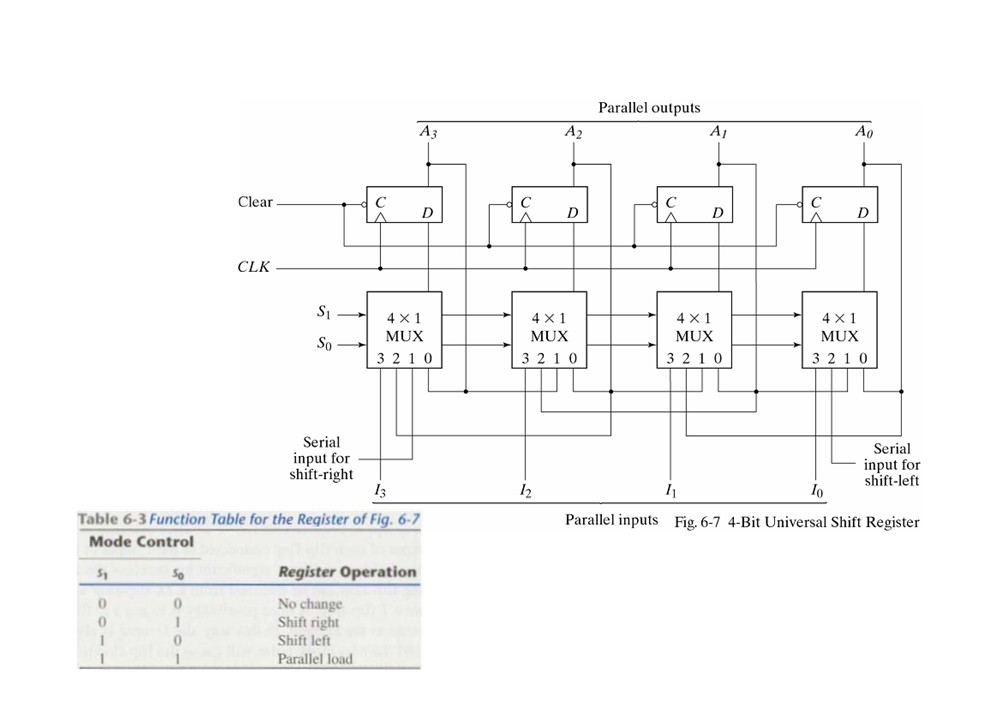 Parallel outputs
A3 A2 A1 A0
Clear
C C C C
D D D D
CLK
S1
S0
4 × 1 MUX 4 × 1 MUX 4 × 1 MUX 4 × 1 MUX
3 2 1 0 3 2 1 0 3 2 1 0 3 2 1 0
Serial
input for
shift-right
Serial
input for
shift-left
I3 I2 I1 I0
Parallel inputs Fig. 6-7 4-Bit Universal Shift Register
Table 6-3 Function Table for the Register of Fig. 6-7
Mode Control
S1 S0 Register Operation
0 0 No change
0 1 Shift right
1 0 Shift left
1 1 Parallel load